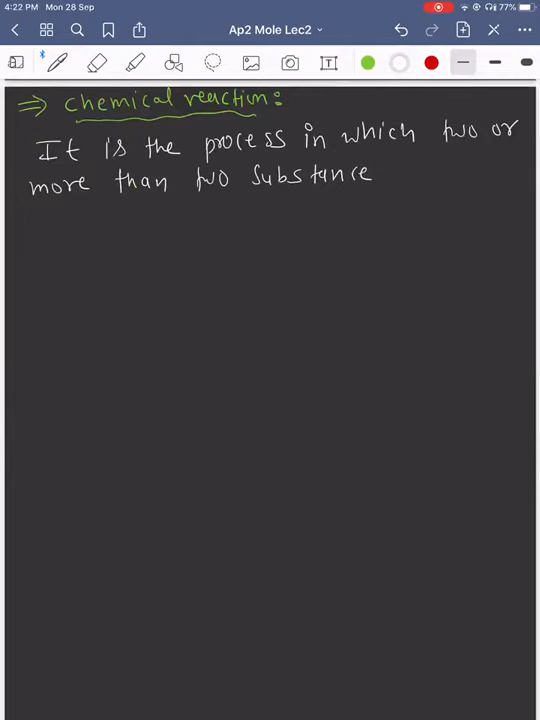 4:22 PM Mon 28 Sep
77%
Ap2 Mole Lec2
T
⇒ chemical reaction:
It is the process in which two or
more than two substance